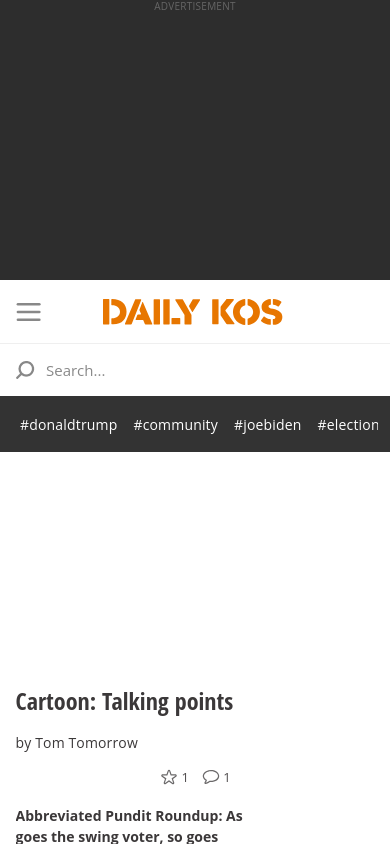 ADVERTISEMENT
DAILY KOS
Search...
#donaldtrump #community #joebiden #election
Cartoon: Talking points
by Tom Tomorrow
1 1
Abbreviated Pundit Roundup: As
goes the swing voter, so goes